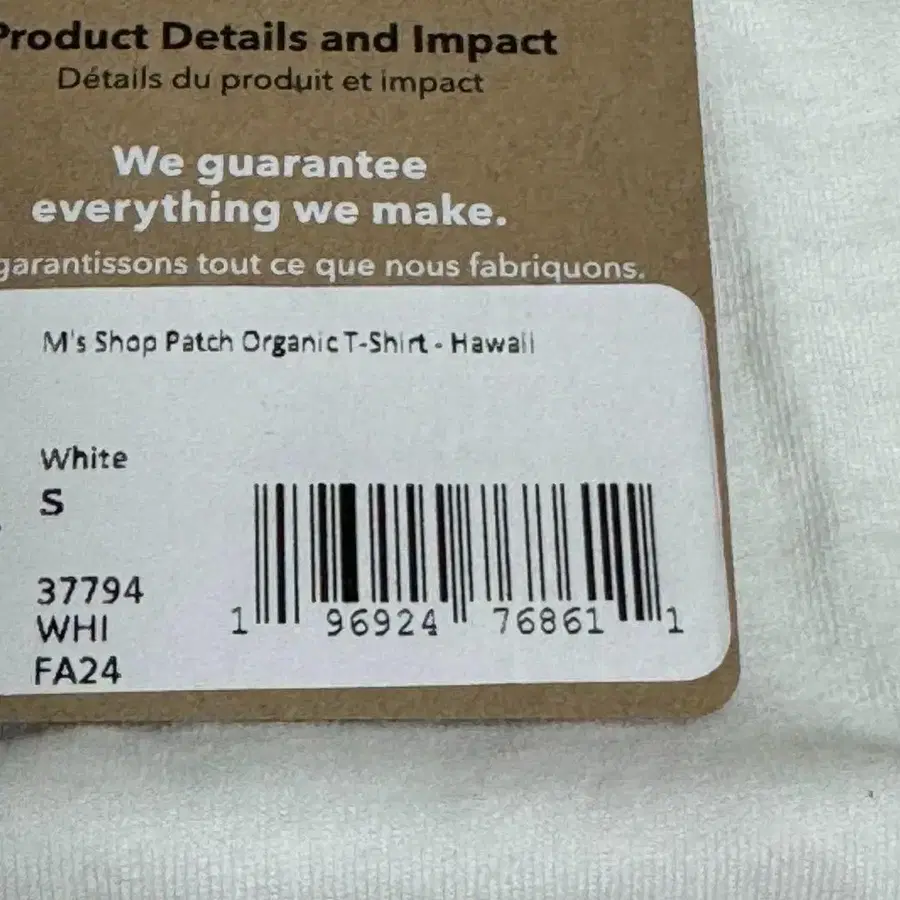 Product Details and Impact
Détails du produit et impact
We guarantee
everything we make.
garantissons tout ce que nous fabriquons.
M's Shop Patch Organic T-Shirt - Hawaii
White
S
37794
WHI
FA24
1 96924 76861 1